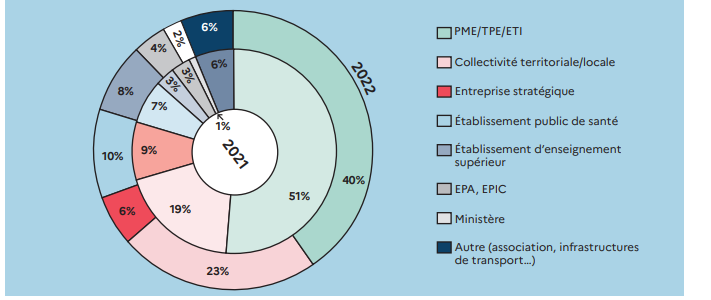 6%
2%
4%
8%
10%
6%
23%
40%
2022
6%
3%
3%
7%
9%
19%
51%
1%
2021
PME/TPE/ETI
Collectivité territoriale/locale
Entreprise stratégique
Établissement public de santé
Établissement d’enseignement
supérieur
EPA, EPIC
Ministère
Autre (association, infrastructures
de transport…)